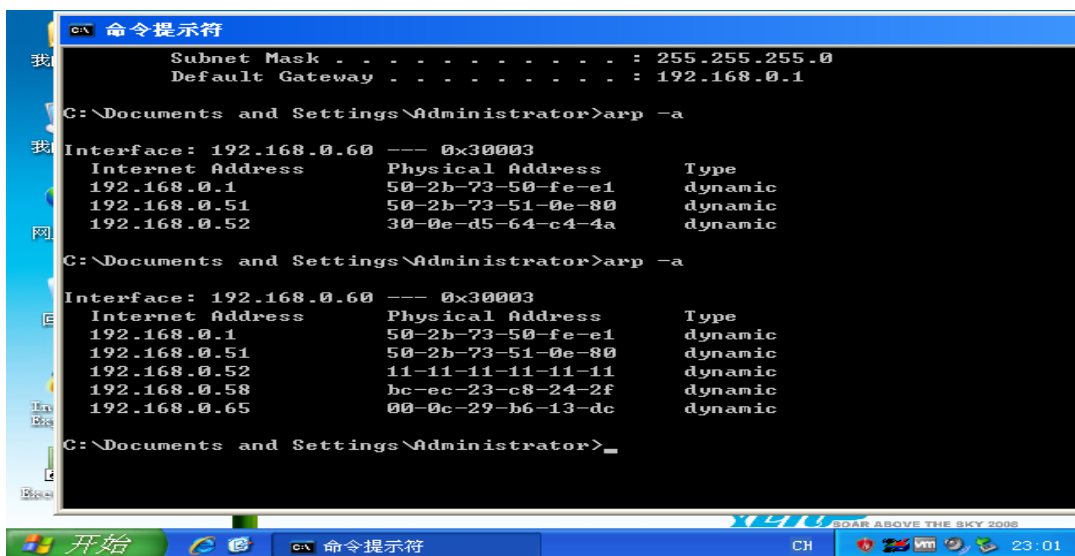 命令提示符
Subnet Mask . . . . . . . . . . . : 255.255.255.0
Default Gateway . . . . . . . . . : 192.168.0.1
C:\Documents and Settings\Administrator>arp -a
Interface: 192.168.0.60 --- 0x30003
Internet Address Physical Address Type
192.168.0.1 50-2b-73-50-fe-e1 dynamic
192.168.0.51 50-2b-73-51-0e-80 dynamic
192.168.0.52 30-0e-d5-64-c4-4a dynamic
C:\Documents and Settings\Administrator>arp -a
Interface: 192.168.0.60 --- 0x30003
Internet Address Physical Address Type
192.168.0.1 50-2b-73-50-fe-e1 dynamic
192.168.0.51 50-2b-73-51-0e-80 dynamic
192.168.0.52 11-11-11-11-11-11 dynamic
192.168.0.58 bc-ec-23-c8-24-2f dynamic
192.168.0.65 00-0c-29-b6-13-dc dynamic
C:\Documents and Settings\Administrator>_
我
我
网
SOAR ABOVE THE SKY 2008
开始
命令提示符
CH
vm
23:01